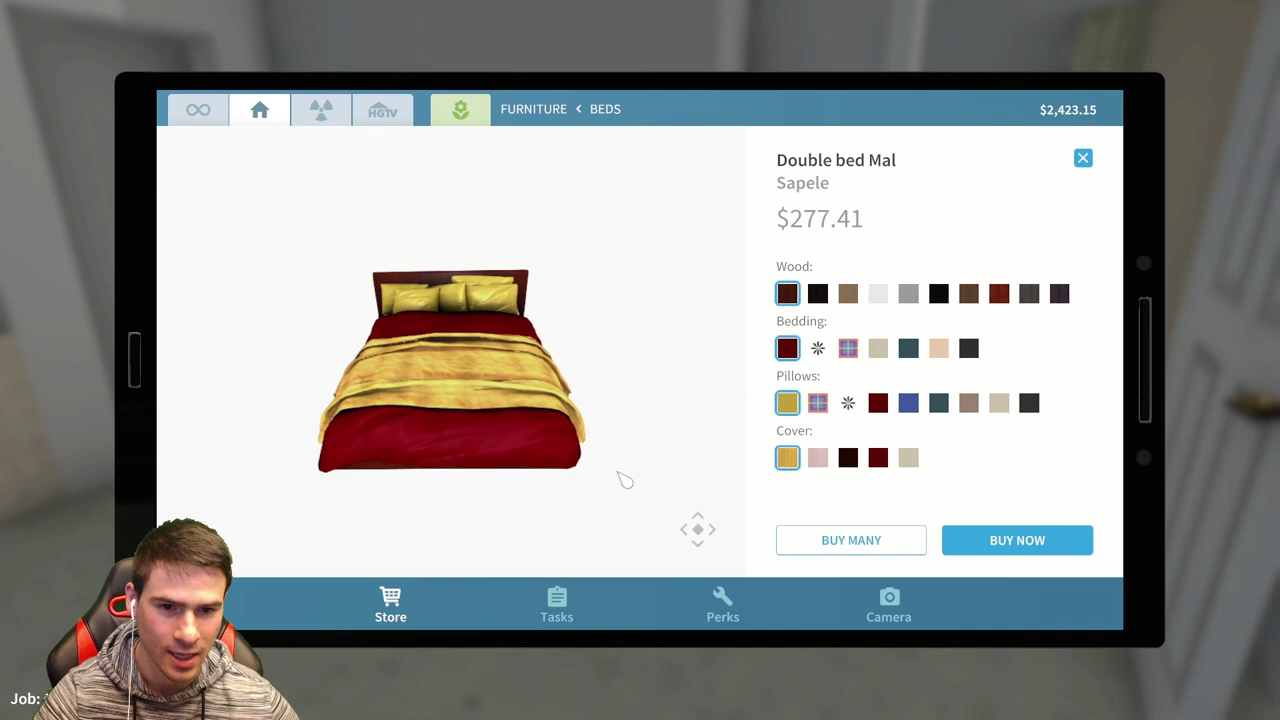 HGTV
FURNITURE < BEDS
$2,423.15
Double bed Mal
Sapele
$277.41
Wood:
Bedding:
Pillows:
Cover:
BUY MANY
BUY NOW
Store
Tasks
Perks
Camera
Job: